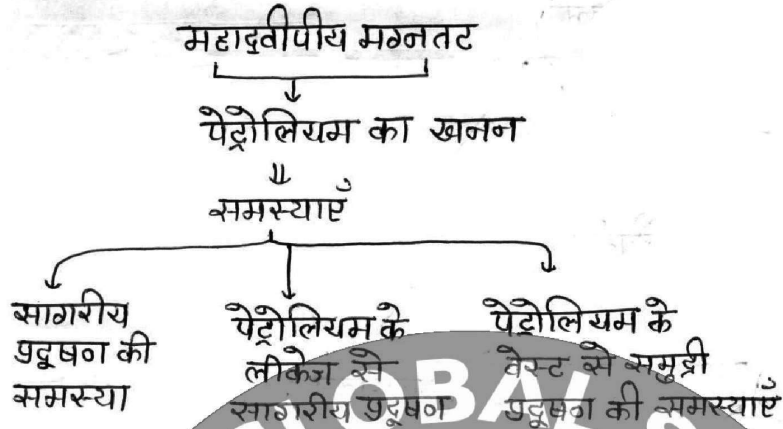 महाद्वीपीय मग्नतट
पेट्रोलियम का खनन
समस्याएँ
सागरीय
प्रदूषण की
समस्या
पेट्रोलियम के
लीकेज से
सागरीय प्रदूषण
पेट्रोलियम के
वेस्ट से समुद्री
प्रदूषण की समस्याएँ
OBAL